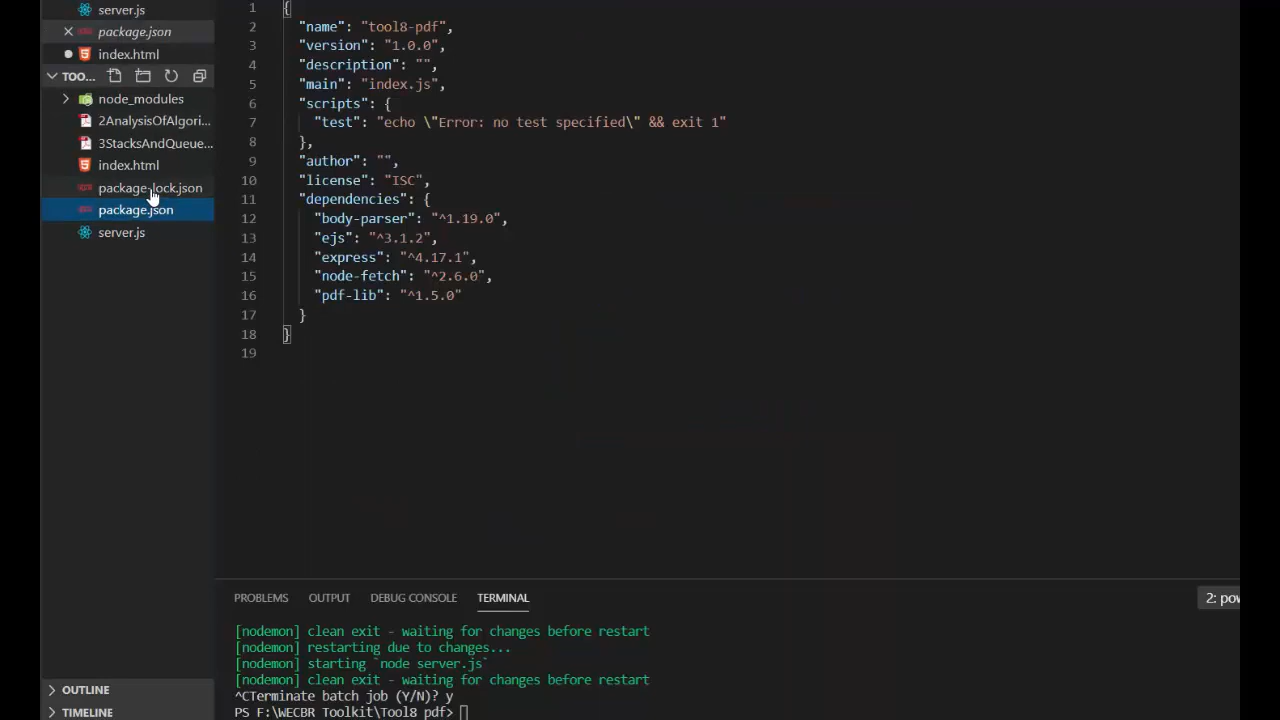 server.js
package.json
index.html
TOO...
node_modules
2AnalysisOfAlgori...
3StacksAndQueue...
index.html
package-lock.json
package.json
server.js
OUTLINE
TIMELINE
1 {
2 "name": "tool8-pdf",
3 "version": "1.0.0",
4 "description": "",
5 "main": "index.js",
6 "scripts": {
7 "test": "echo \"Error: no test specified\" && exit 1"
8 },
9 "author": "",
10 "license": "ISC",
11 "dependencies": {
12 "body-parser": "^1.19.0",
13 "ejs": "^3.1.2",
14 "express": "^4.17.1",
15 "node-fetch": "^2.6.0",
16 "pdf-lib": "^1.5.0"
17 }
18 }
19
PROBLEMS OUTPUT DEBUG CONSOLE TERMINAL 2: pow
[nodemon] clean exit - waiting for changes before restart
[nodemon] restarting due to changes...
[nodemon] starting `node server.js`
[nodemon] clean exit - waiting for changes before restart
^CTerminate batch job (Y/N)? y
PS F:\WECBR Toolkit\Tool8 pdf>